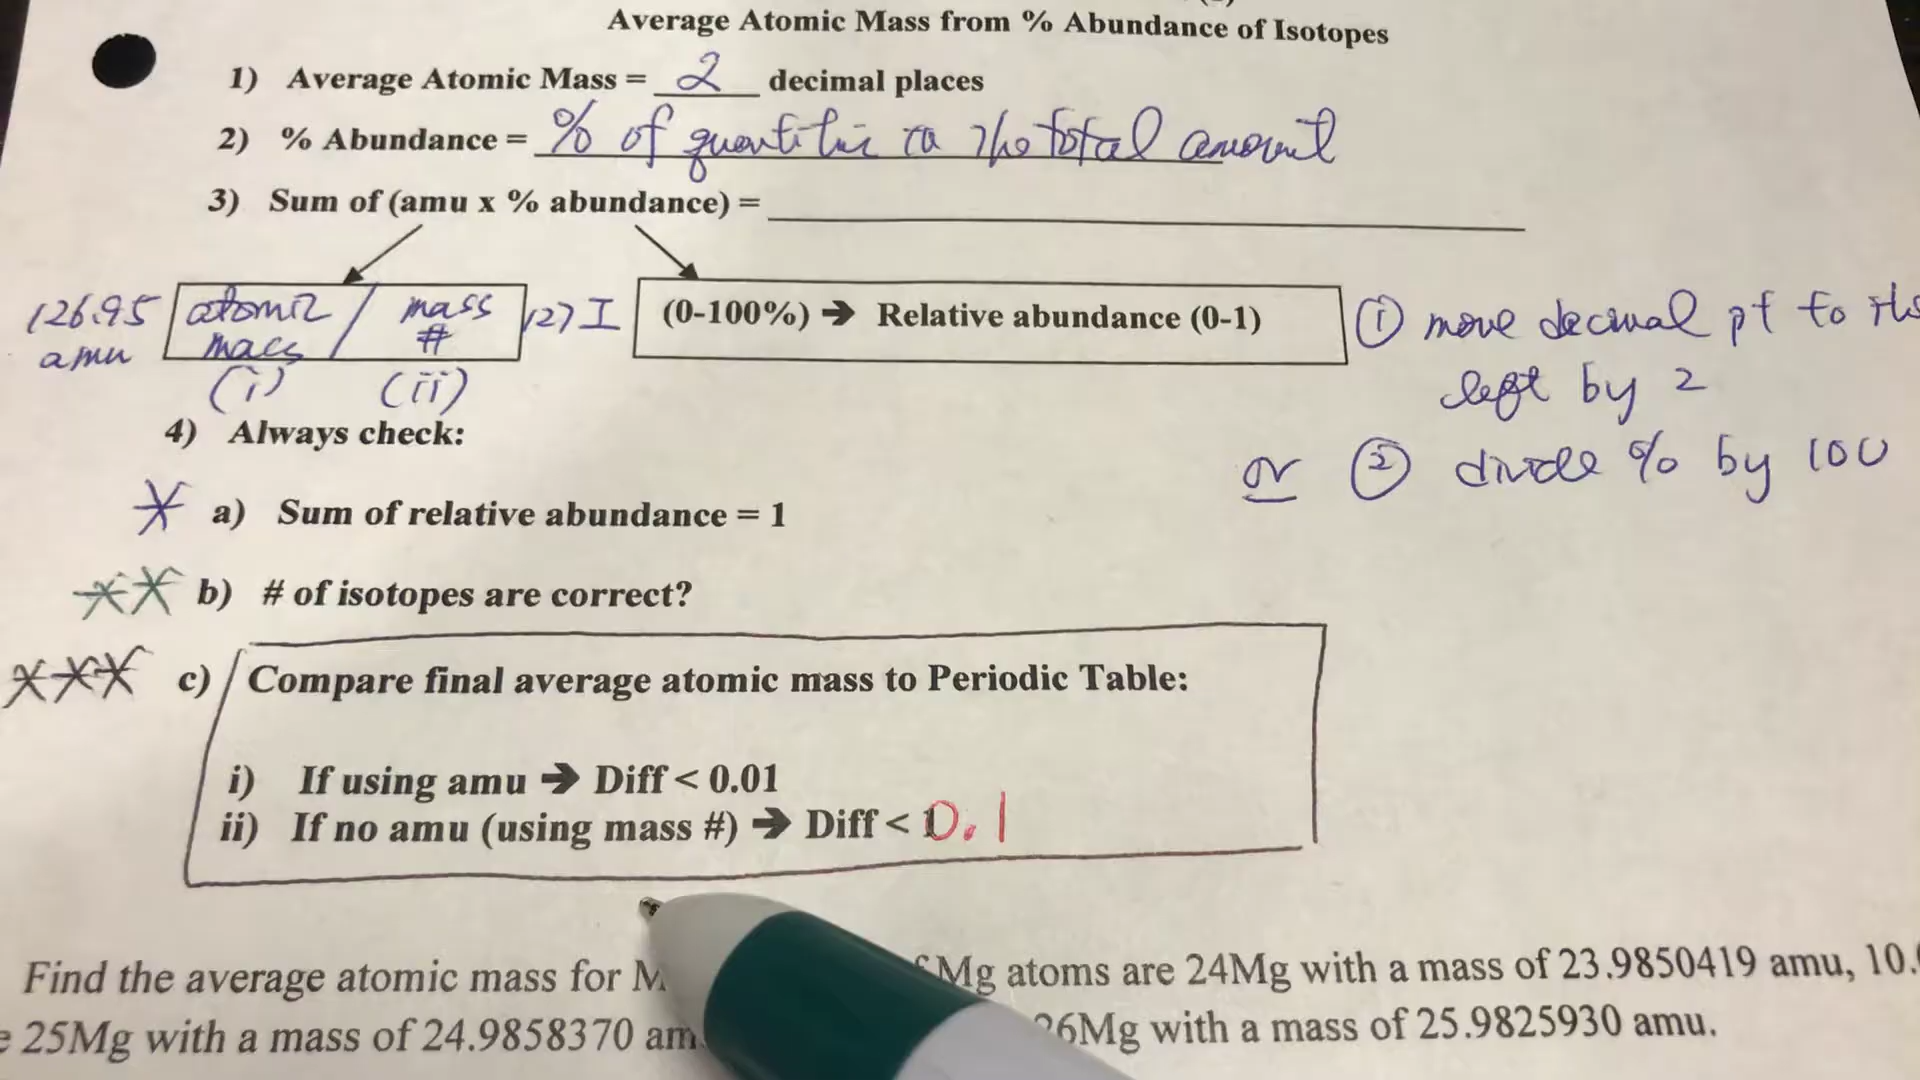 Average Atomic Mass from % Abundance of Isotopes
1) Average Atomic Mass = 2 decimal places
2) % Abundance = % of quantitie to the total amount
3) Sum of (amu x % abundance) =
126.95 amu atomic mass / mass # 127 I (0-100%) ➔ Relative abundance (0-1) ① move decimal pt to the
(i) (ii) left by 2
4) Always check:
or ② divide % by 100
* a) Sum of relative abundance = 1
** b) # of isotopes are correct?
*** c) Compare final average atomic mass to Periodic Table:
i) If using amu ➔ Diff < 0.01
ii) If no amu (using mass #) ➔ Diff < 0.1
Find the average atomic mass for Mg atoms are 24Mg with a mass of 23.9850419 amu, 10.
25Mg with a mass of 24.9858370 26Mg with a mass of 25.9825930 amu.